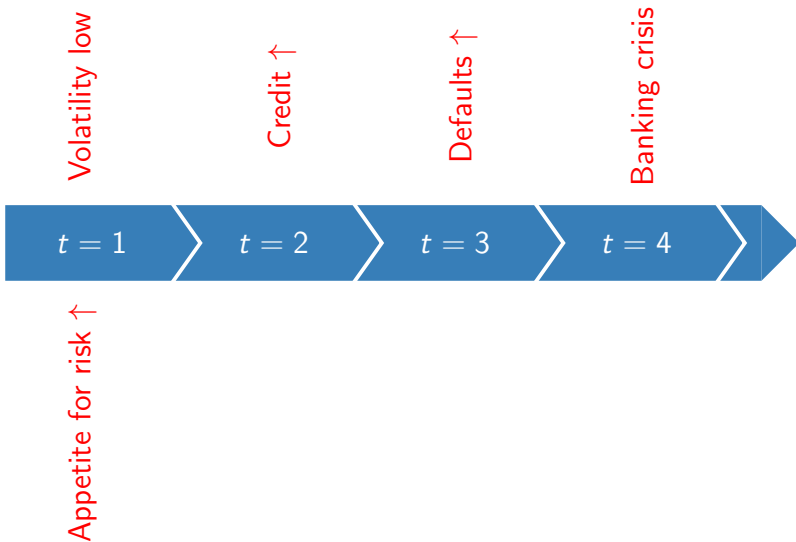 Volatility low
Credit ↑
Defaults ↑
Banking crisis
t = 1
t = 2
t = 3
t = 4
Appetite for risk ↑